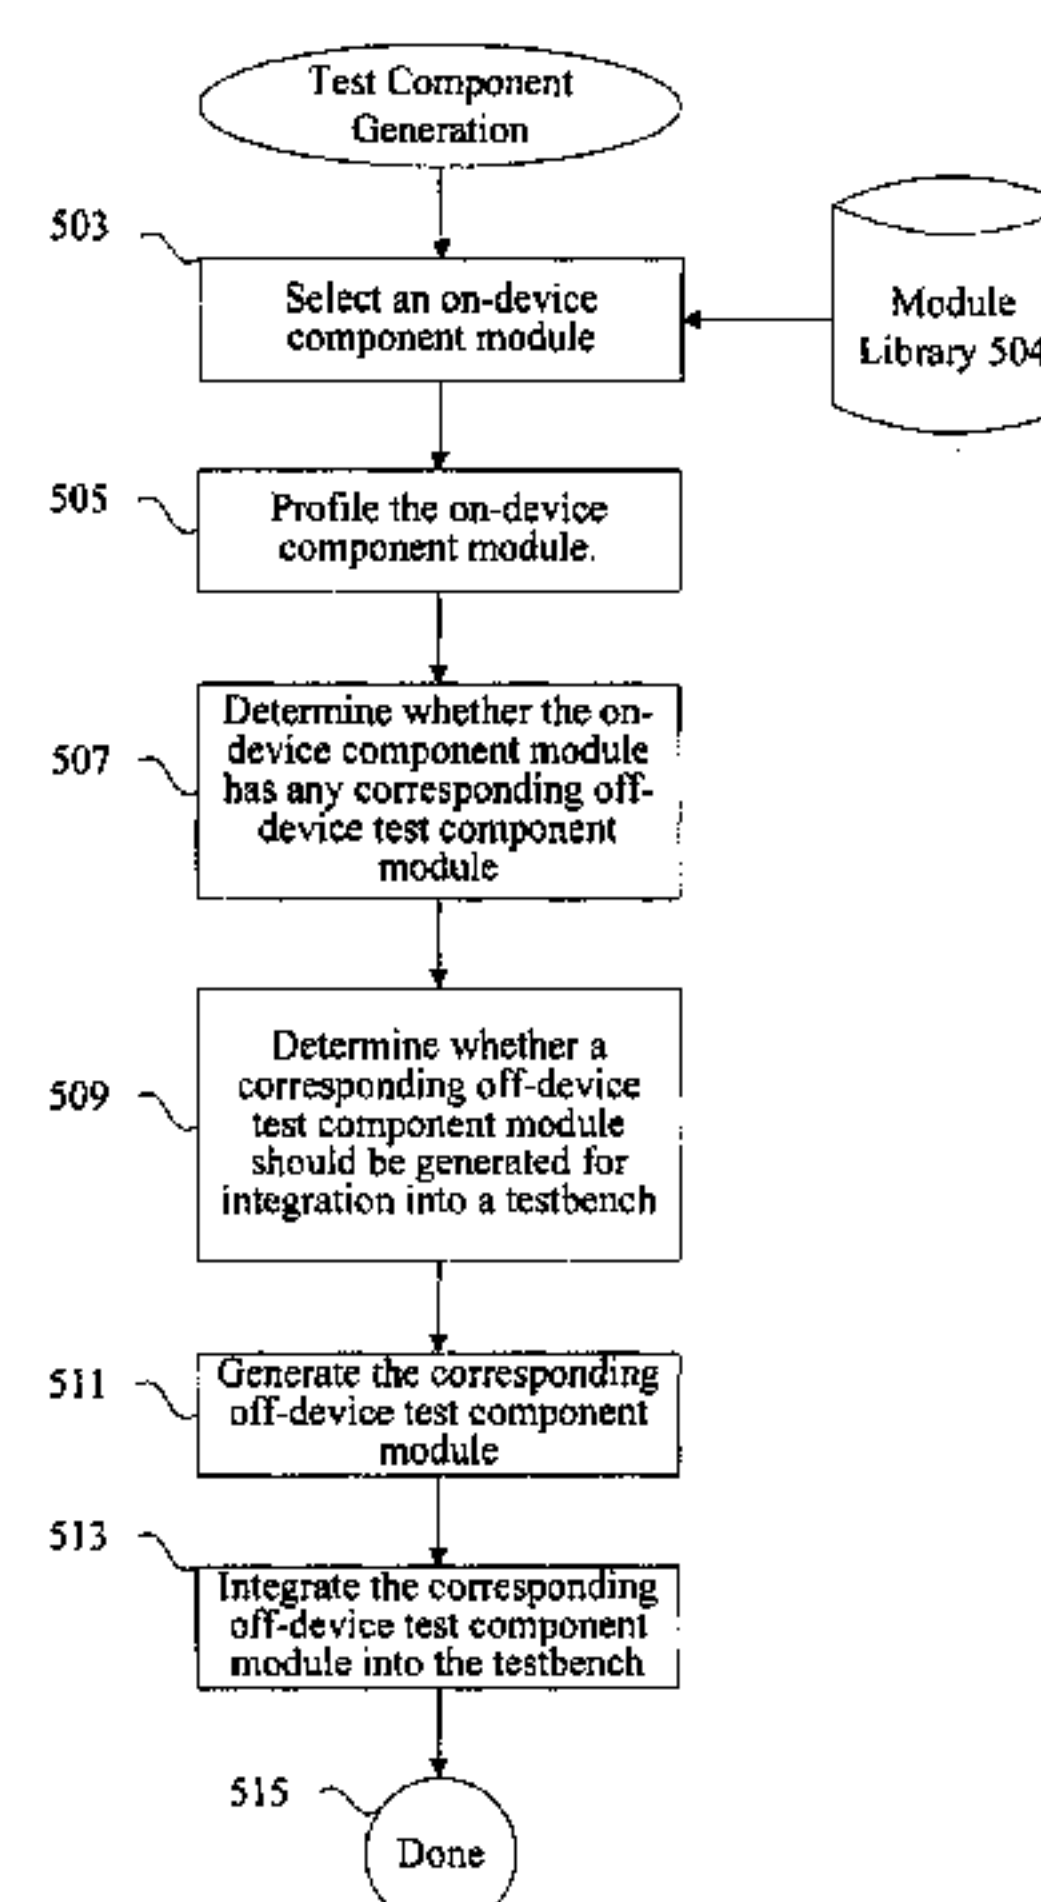 Test Component
Generation
503
Select an on-device
component module
Module
Library 504
505
Profile the on-device
component module.
507
Determine whether the on-
device component module
has any corresponding off-
device test component
module
509
Determine whether a
corresponding off-device
test component module
should be generated for
integration into a testbench
511
Generate the corresponding
off-device test component
module
513
Integrate the corresponding
off-device test component
module into the testbench
515
Done